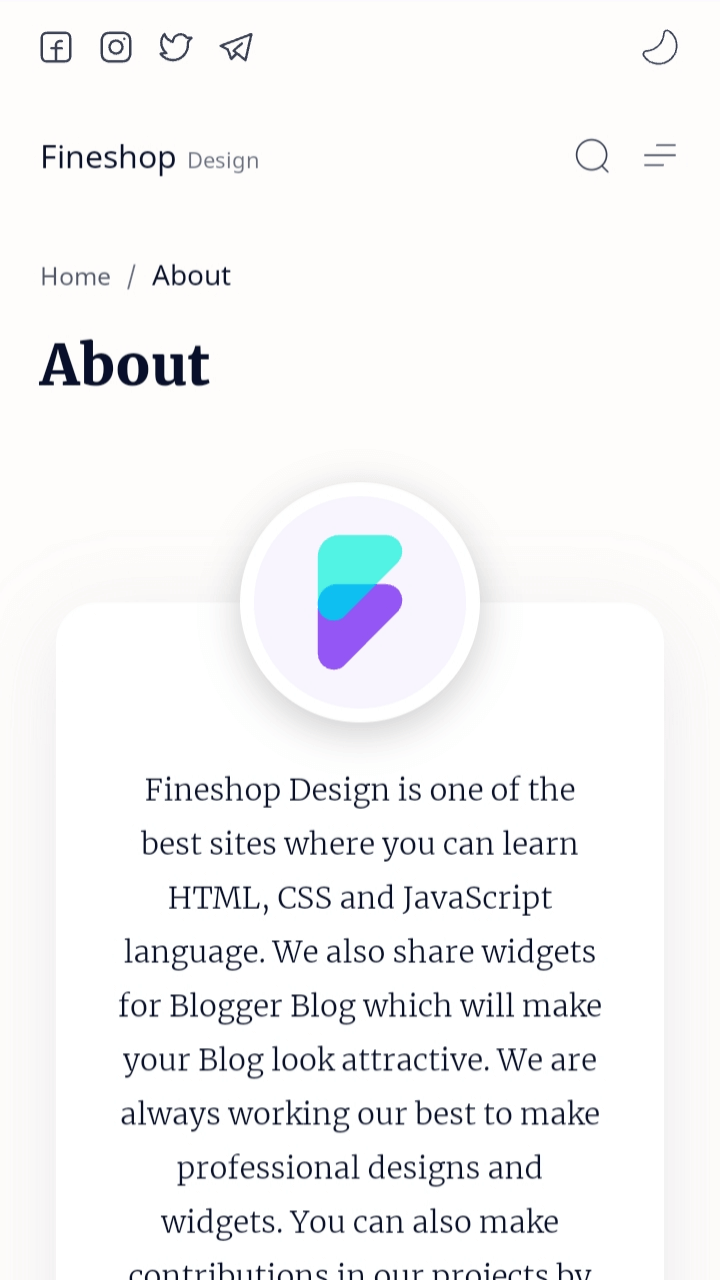 Fineshop Design
Home / About
About
Fineshop Design is one of the
best sites where you can learn
HTML, CSS and JavaScript
language. We also share widgets
for Blogger Blog which will make
your Blog look attractive. We are
always working our best to make
professional designs and
widgets. You can also make
contributions in our projects by